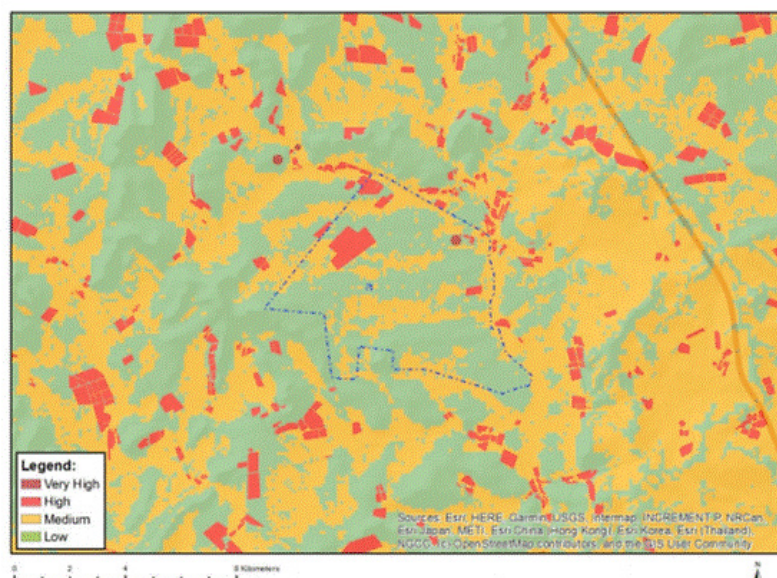 Legend:
Very High
High
Medium
Low
Sources: Esri, HERE, Garmin, USGS, Intermap, INCREMENT P, NRCan,
Esri Japan, METI, Esri China (Hong Kong), Esri Korea, Esri (Thailand),
NGCC, (c) OpenStreetMap contributors, and the GIS User Community
0 2 4 8 Kilometers
N